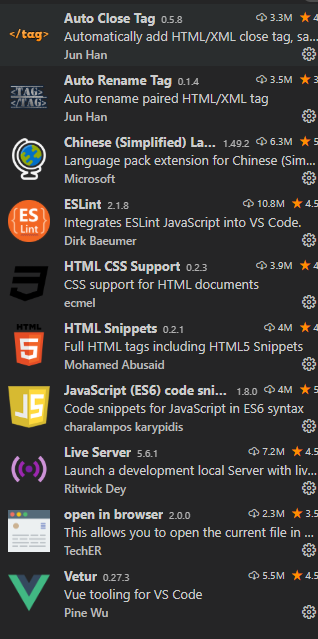 Auto Close Tag 0.5.8 3.3M 4
</tag> Automatically add HTML/XML close tag, sa...
Jun Han
<TAG> Auto Rename Tag 0.1.4 3.5M 3
</TAG> Auto rename paired HTML/XML tag
Jun Han
Chinese (Simplified) La... 1.49.2 6.3M 5
Language pack extension for Chinese (Sim...
Microsoft
ESLint 2.1.8 10.8M 4.5
ES Lint Integrates ESLint JavaScript into VS Code.
Dirk Baeumer
HTML CSS Support 0.2.3 3.9M 4
CSS support for HTML documents
ecmel
HTML HTML Snippets 0.2.1 4M 4
5 Full HTML tags including HTML5 Snippets
Mohamed Abusaid
JavaScript (ES6) code sni... 1.8.0 4M 5
JS Code snippets for JavaScript in ES6 syntax
charalampos karypidis
Live Server 5.6.1 7.2M 4.5
Launch a development local Server with liv...
Ritwick Dey
open in browser 2.0.0 2.3M 3.5
This allows you to open the current file in ...
TechER
Vetur 0.27.3 5.5M 4.5
Vue tooling for VS Code
Pine Wu